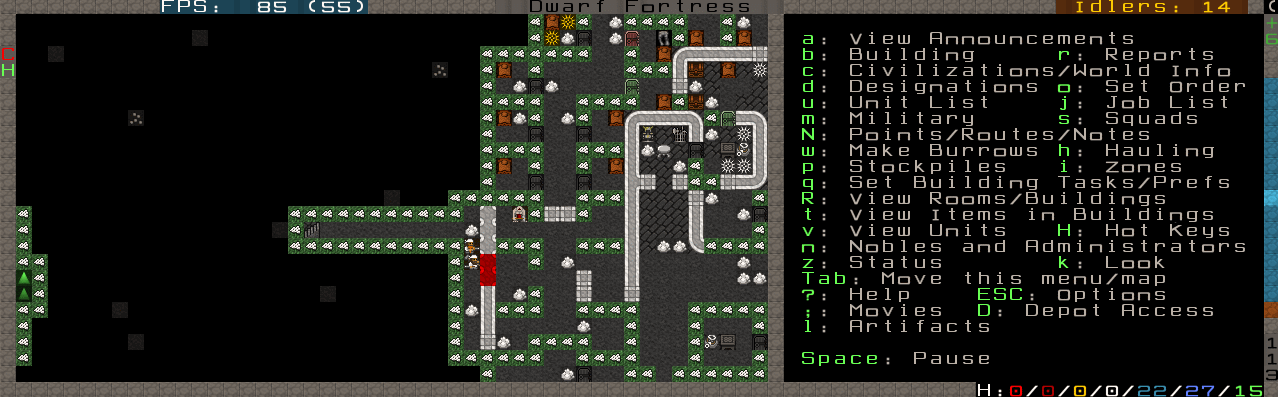 FPS: 85 (55) Dwarf Fortress Idlers: 14
a: View Announcements
b: Building r: Reports
c: Civilizations/World Info
d: Designations o: Set Order
u: Unit List j: Job List
m: Military s: Squads
N: Points/Routes/Notes
w: Make Burrows h: Hauling
p: Stockpiles i: Zones
q: Set Building Tasks/Prefs
R: View Rooms/Buildings
t: View Items in Buildings
v: View Units H: Hot Keys
n: Nobles and Administrators
z: Status k: Look
Tab: Move this menu/map
?: Help ESC: Options
;: Movies D: Depot Access
l: Artifacts
Space: Pause
H:0/0/0/0/22/27/15